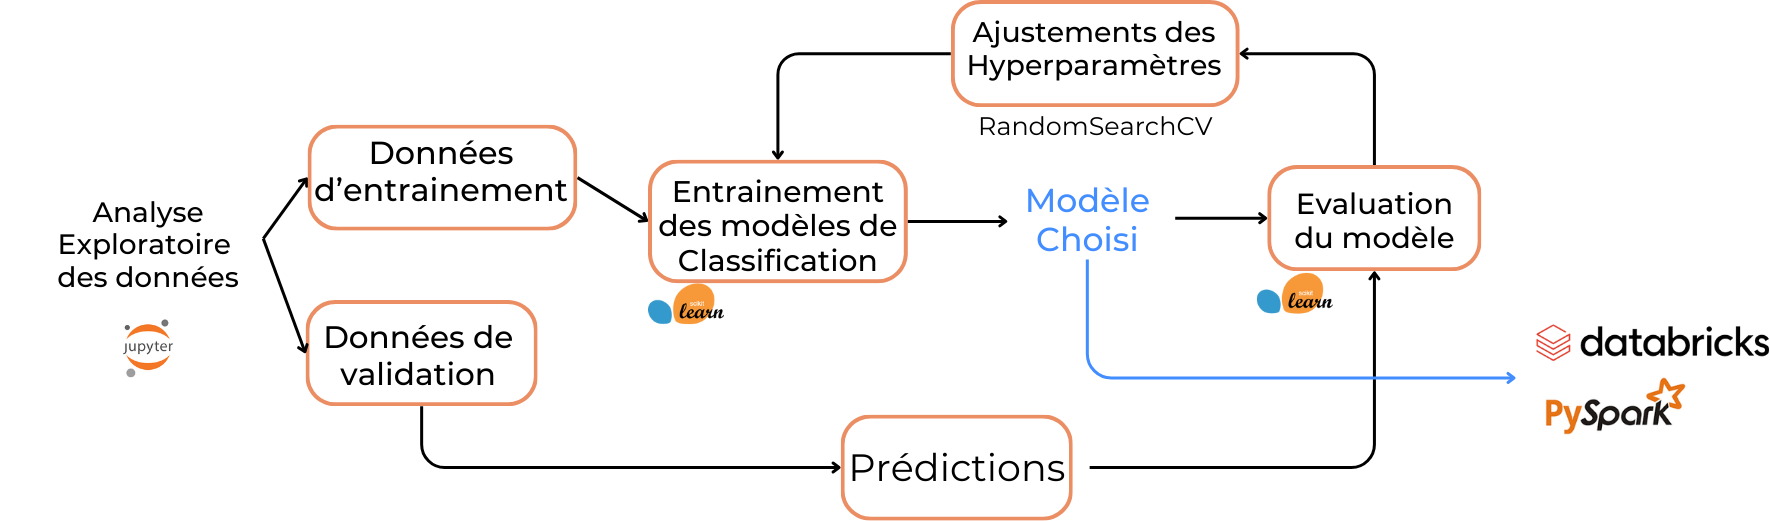 Analyse
Exploratoire
des données
jupyter
Données
d’entrainement
Données de
validation
Entrainement
des modèles de
Classification
scikit
learn
Ajustements des
Hyperparamètres
RandomSearchCV
Modèle
Choisi
Evaluation
du modèle
scikit
learn
Prédictions
databricks
PySpark